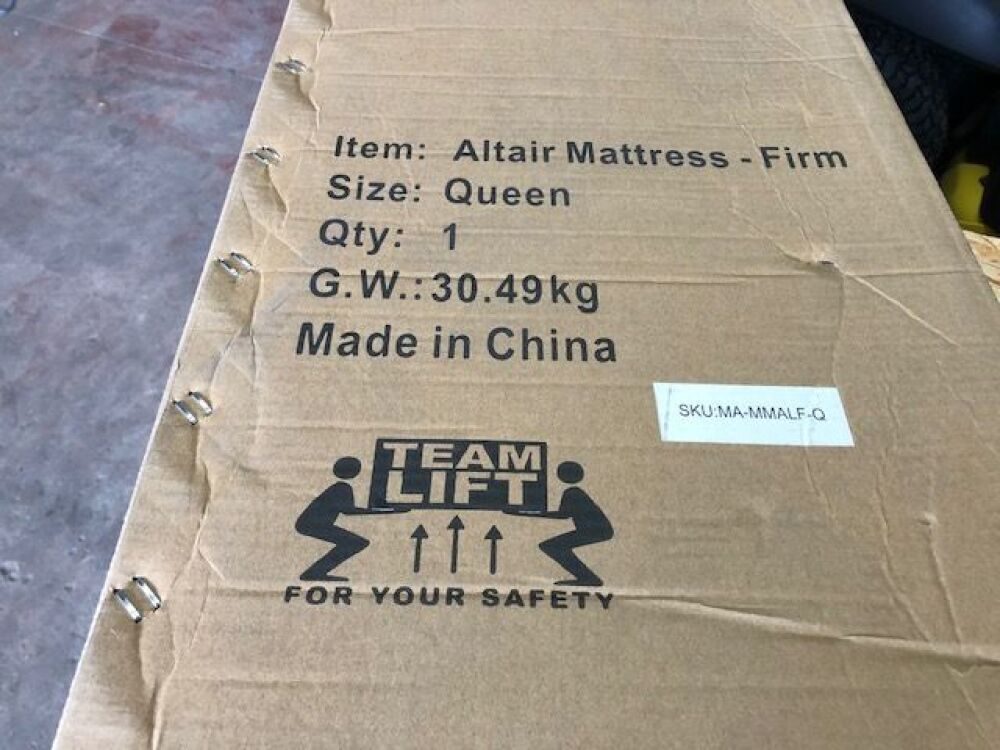 Item: Altair Mattress - Firm
Size: Queen
Qty: 1
G.W.:30.49kg
Made in China
SKU:MA-MMALF-Q
TEAM
LIFT
FOR YOUR SAFETY